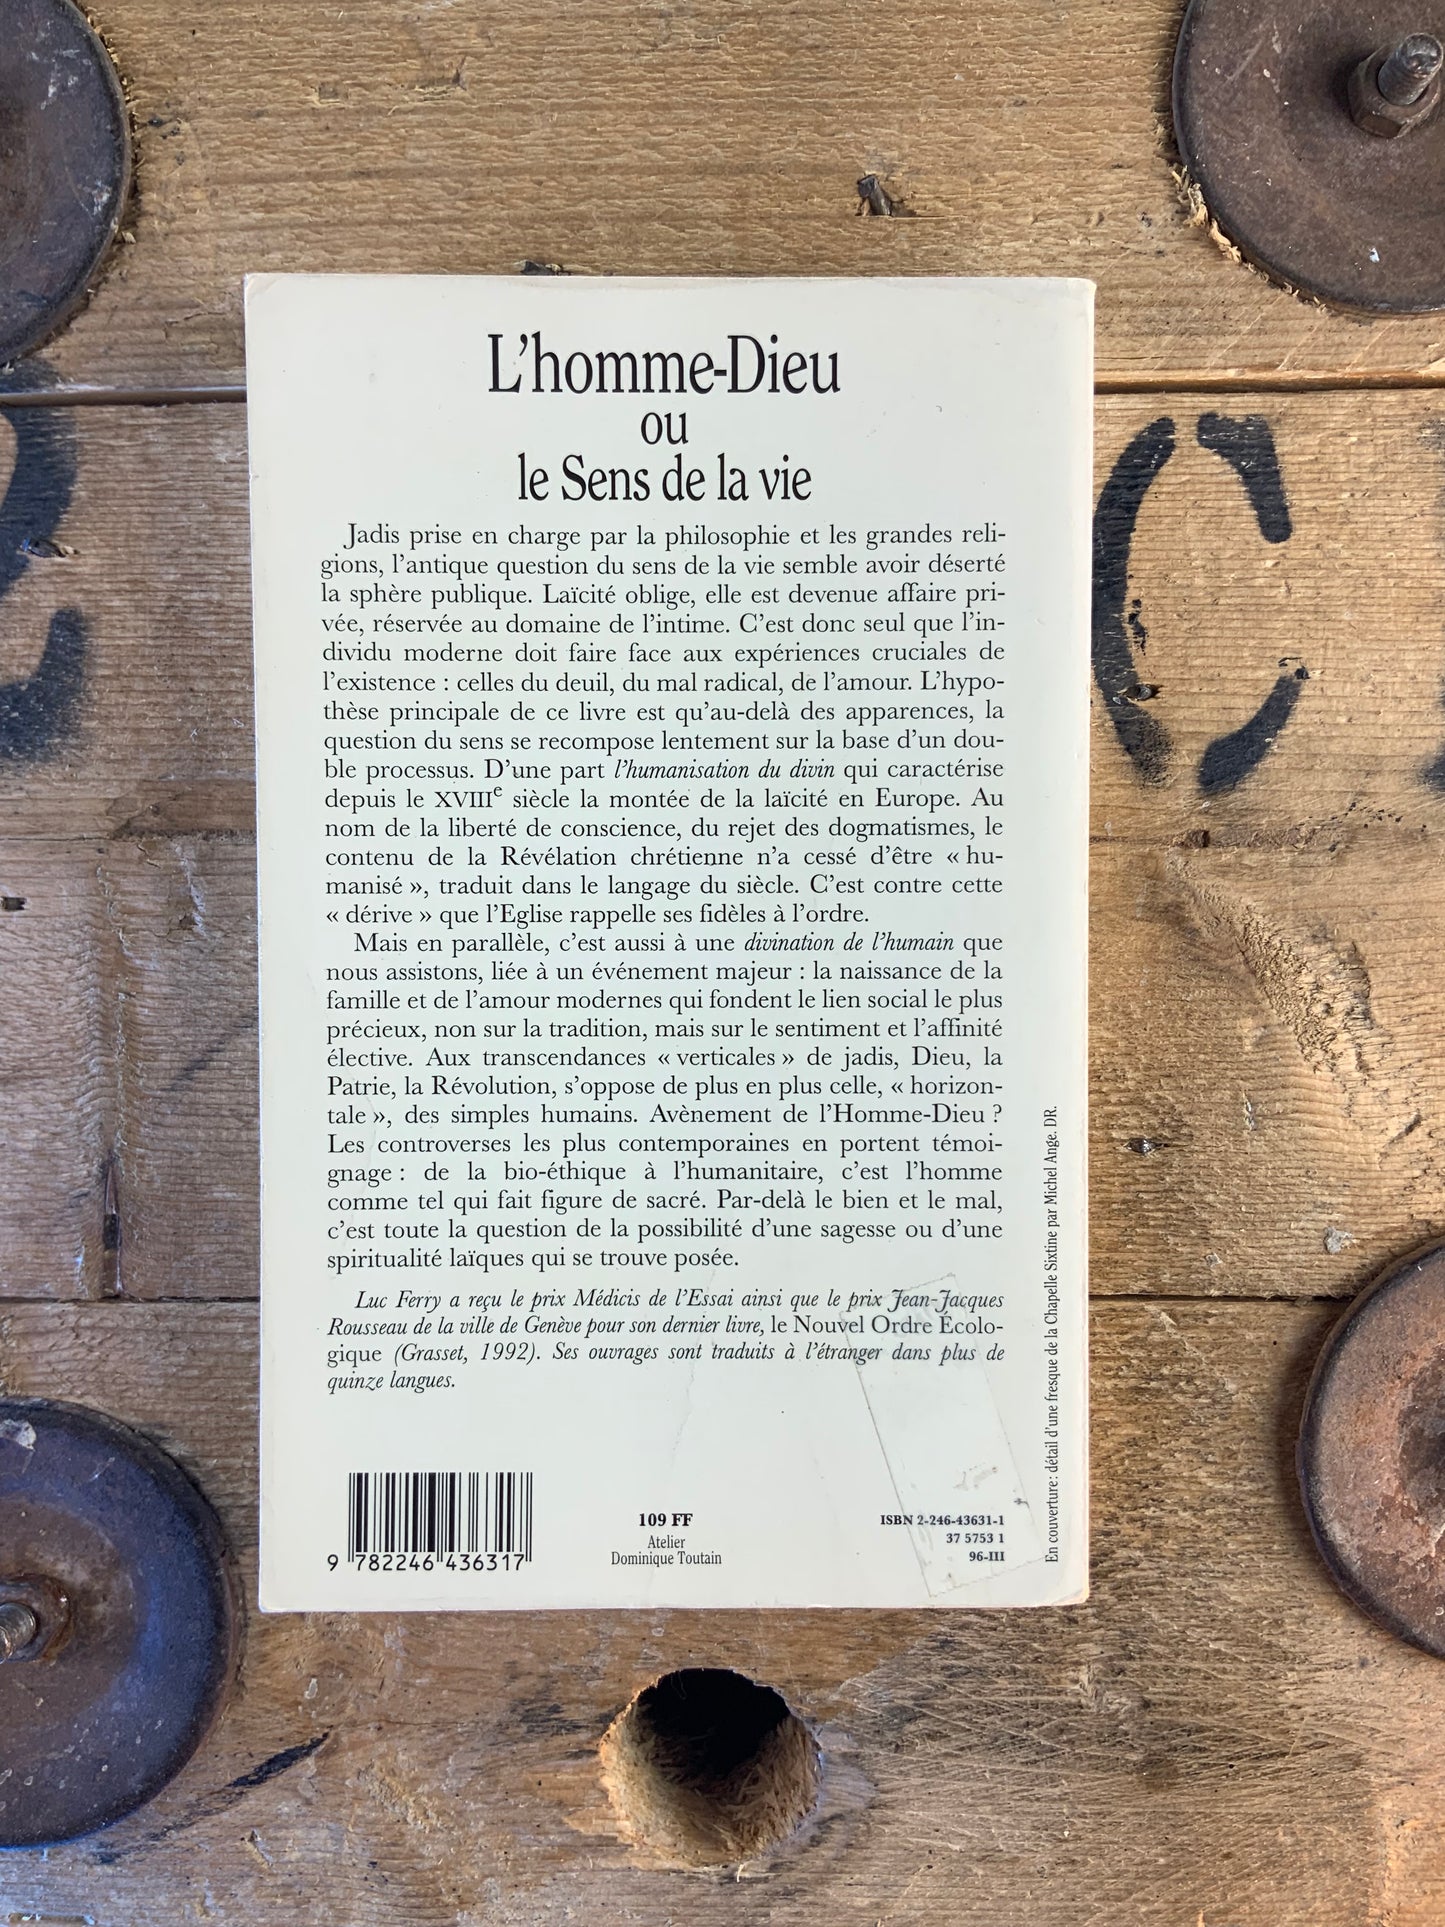 L'homme-Dieu
ou
le Sens de la vie
Jadis prise en charge par la philosophie et les grandes reli-
gions, l'antique question du sens de la vie semble avoir déserté
la sphère publique. Laïcité oblige, elle est devenue affaire pri-
vée, réservée au domaine de l'intime. C'est donc seul que l'in-
dividu moderne doit faire face aux expériences cruciales de
l'existence : celles du deuil, du mal radical, de l'amour. L'hypo-
thèse principale de ce livre est qu'au-delà des apparences, la
question du sens se recompose lentement sur la base d'un dou-
ble processus. D'une part l'humanisation du divin qui caractérise
depuis le XVIIIe siècle la montée de la laïcité en Europe. Au
nom de la liberté de conscience, du rejet des dogmatismes, le
contenu de la Révélation chrétienne n'a cessé d'être « hu-
manisé », traduit dans le langage du siècle. C'est contre cette
« dérive » que l'Eglise rappelle ses fidèles à l'ordre.
Mais en parallèle, c'est aussi à une divination de l'humain que
nous assistons, liée à un événement majeur : la naissance de la
famille et de l'amour modernes qui fondent le lien social le plus
précieux, non sur la tradition, mais sur le sentiment et l'affinité
élective. Aux transcendances « verticales » de jadis, Dieu, la
Patrie, la Révolution, s'oppose de plus en plus celle, « horizon-
tale », des simples humains. Avènement de l'Homme-Dieu ?
Les controverses les plus contemporaines en portent témoi-
gnage : de la bio-éthique à l'humanitaire, c'est l'homme
comme tel qui fait figure de sacré. Par-delà le bien et le mal,
c'est toute la question de la possibilité d'une sagesse ou d'une
spiritualité laïques qui se trouve posée.
Luc Ferry a reçu le prix Médicis de l'Essai ainsi que le prix Jean-Jacques
Rousseau de la ville de Genève pour son dernier livre, le Nouvel Ordre Écolo-
gique (Grasset, 1992). Ses ouvrages sont traduits à l'étranger dans plus de
quinze langues.
9 782246 436317
109 FF
Atelier
Dominique Toutain
ISBN 2-246-43631-1
37 5753 1
96-III
En couverture : détail d'une fresque de la Chapelle Sixtine par Michel Ange. DR.
C